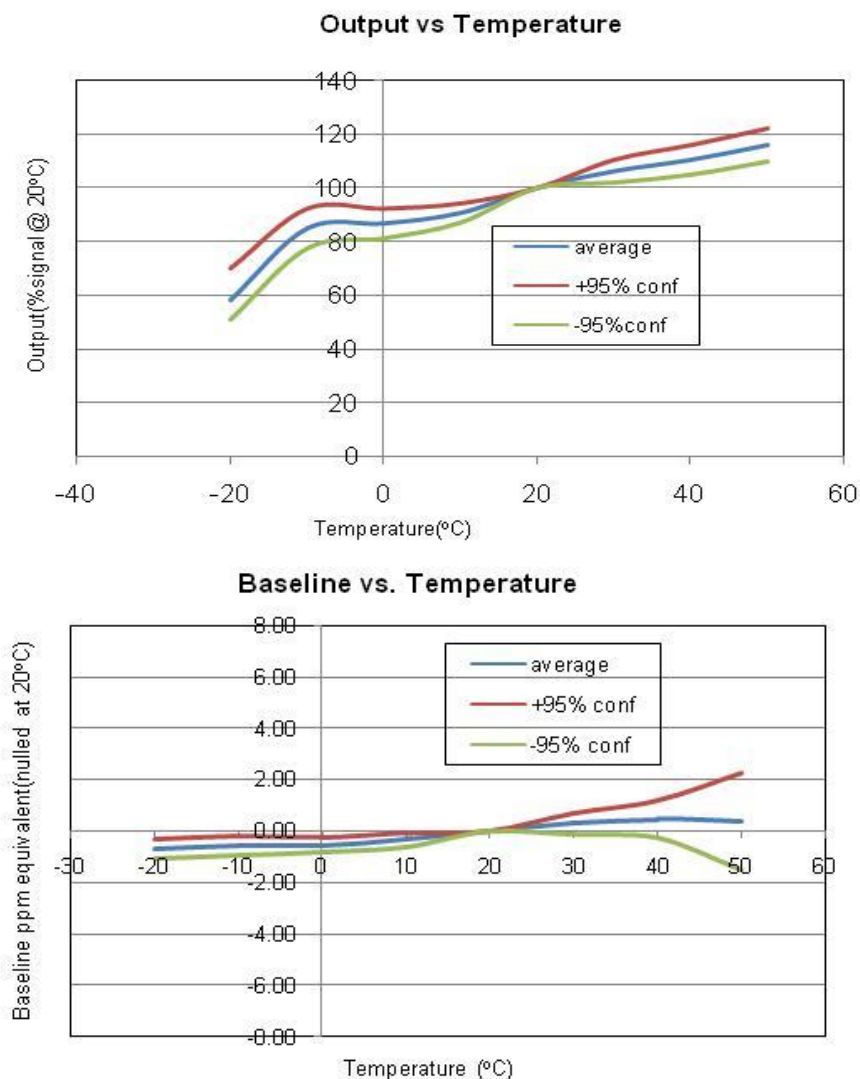 Output vs Temperature
Output(%signal @ 20ºC)
140
120
100
80
60
40
20
0
average
+95% conf
-95%conf
-40 -20 0 20 40 60
Temperature(ºC)
Baseline vs. Temperature
Baseline ppm equivalent(nulled at 20ºC)
8.00
6.00
4.00
2.00
0.00
-2.00
-4.00
-6.00
-8.00
average
+95% conf
-95% conf
-30 -20 -10 0 10 20 30 40 50 60
Temperature (ºC)